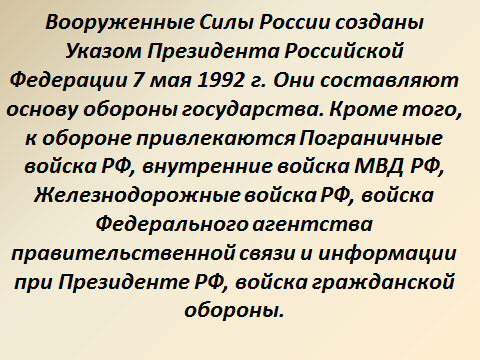 Вооруженные Силы России созданы
Указом Президента Российской
Федерации 7 мая 1992 г. Они составляют
основу обороны государства. Кроме того,
к обороне привлекаются Пограничные
войска РФ, внутренние войска МВД РФ,
Железнодорожные войска РФ, войска
Федерального агентства
правительственной связи и информации
при Президенте РФ, войска гражданской
обороны.